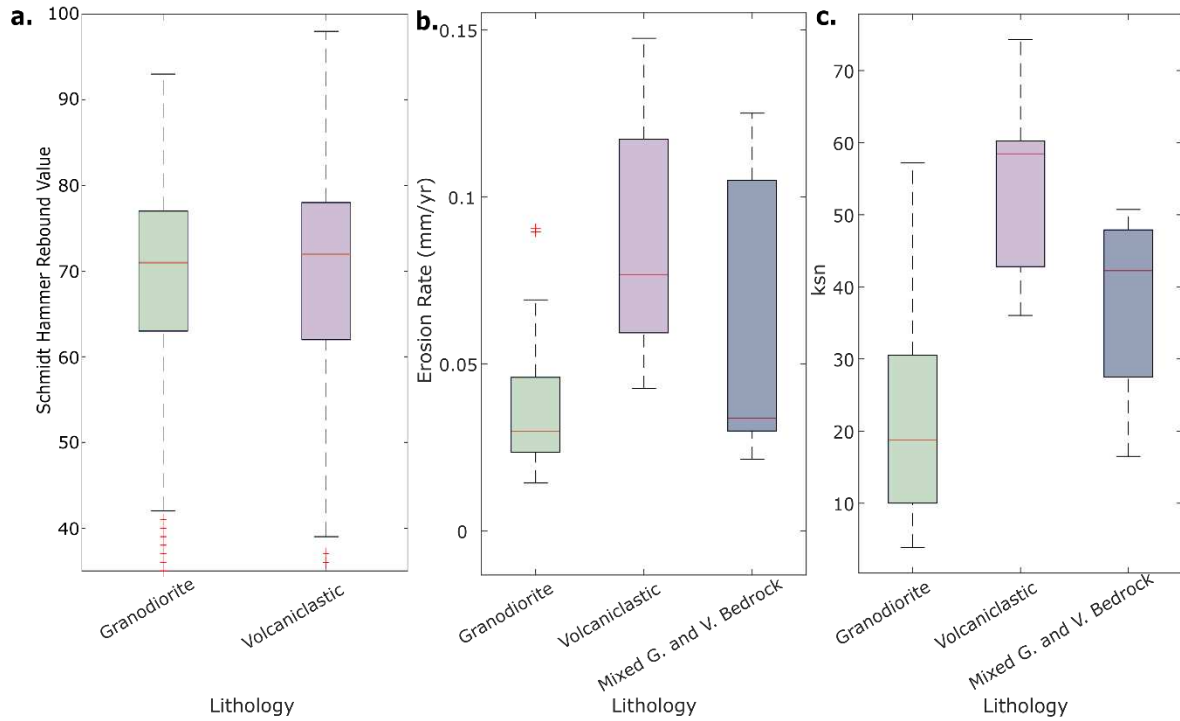 a.
Schmidt Hammer Rebound Value
100
90
80
70
60
50
40
Granodiorite
Volcaniclastic
Lithology
b.
Erosion Rate (mm/yr)
0.15
0.1
0.05
0
Granodiorite
Volcaniclastic
Mixed G. and V. Bedrock
Lithology
c.
ksn
70
60
50
40
30
20
10
Granodiorite
Volcaniclastic
Mixed G. and V. Bedrock
Lithology